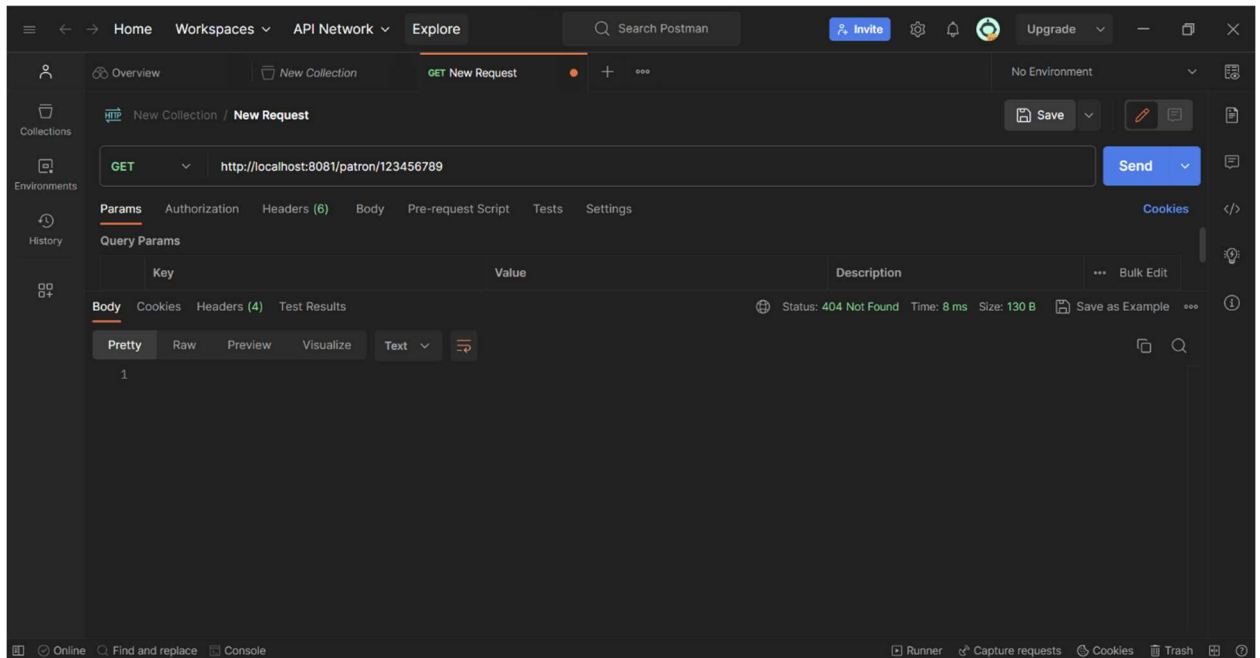 Home Workspaces API Network Explore Search Postman Invite Upgrade
Overview New Collection GET New Request No Environment
HTTP New Collection / New Request Save
Collections
GET http://localhost:8081/patron/123456789 Send
Environments
Params Authorization Headers (6) Body Pre-request Script Tests Settings Cookies
History
Query Params
Key Value Description Bulk Edit
Body Cookies Headers (4) Test Results Status: 404 Not Found Time: 8 ms Size: 130 B Save as Example
Pretty Raw Preview Visualize Text
1
Online Find and replace Console Runner Capture requests Cookies Trash